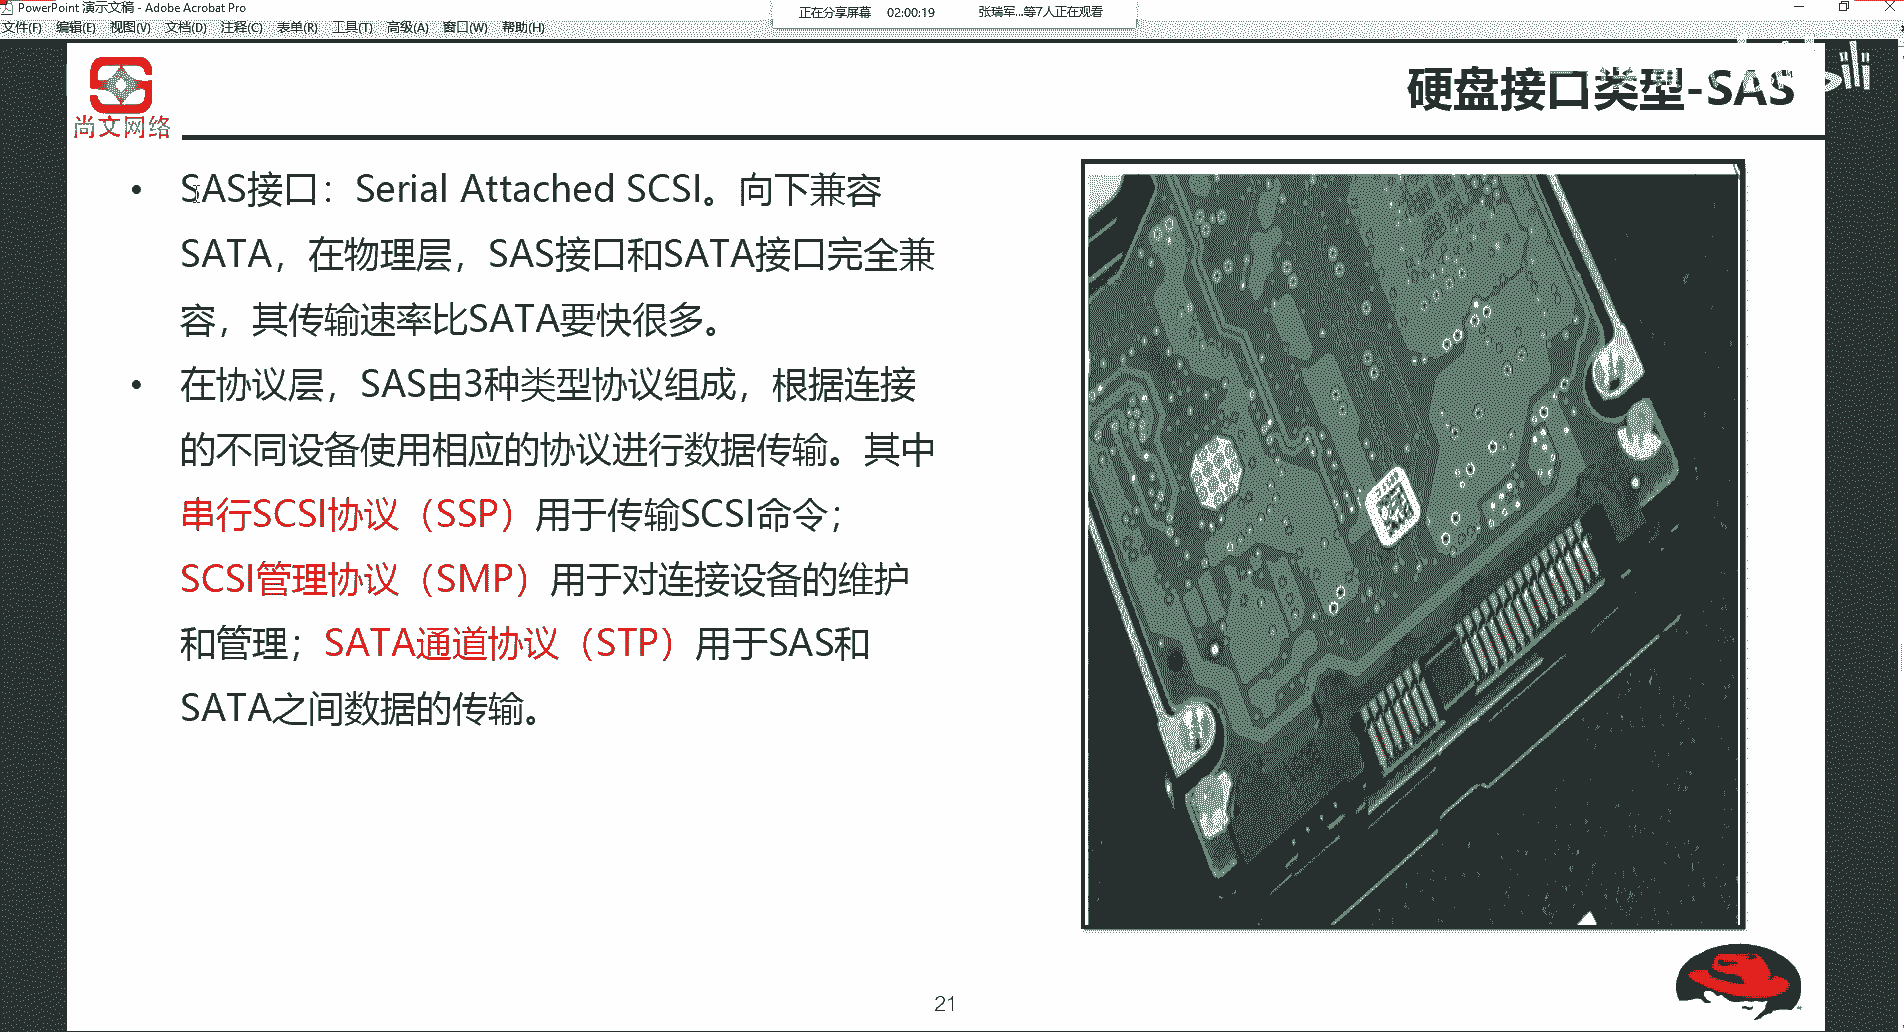 PowerPoint 演示文稿 - Adobe Acrobat Pro
正在分享屏幕 02:00:19 张瑞军...等7人正在观看
文件(F) 编辑(E) 视图(V) 文档(D) 注释(C) 表单(R) 工具(T) 高级(A) 窗口(W) 帮助(H)
硬盘接口类型-SAS
尚文网络
• SAS接口：Serial Attached SCSI。向下兼容
SATA，在物理层，SAS接口和SATA接口完全兼
容，其传输速率比SATA要快很多。
• 在协议层，SAS由3种类型协议组成，根据连接
的不同设备使用相应的协议进行数据传输。其中
串行SCSI协议（SSP）用于传输SCSI命令；
SCSI管理协议（SMP）用于对连接设备的维护
和管理；SATA通道协议（STP）用于SAS和
SATA之间数据的传输。
21